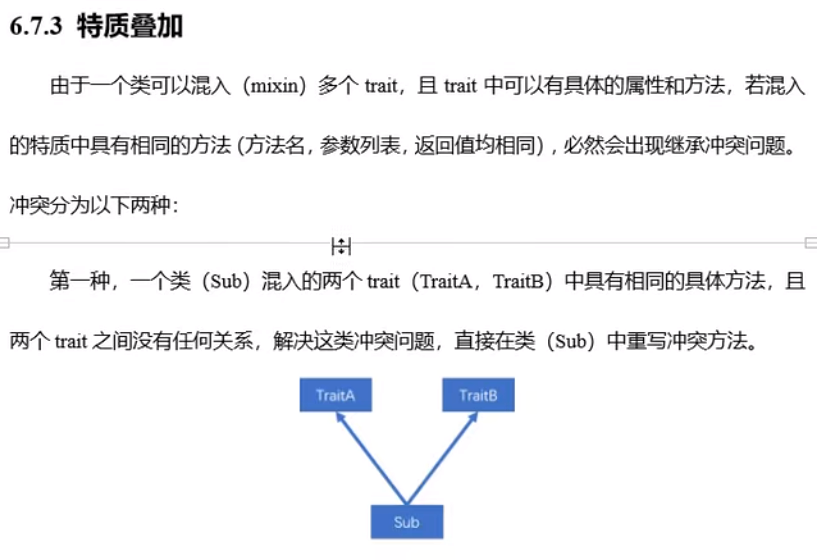 6.7.3 特质叠加
由于一个类可以混入（mixin）多个 trait，且 trait 中可以有具体的属性和方法，若混入
的特质中具有相同的方法（方法名，参数列表，返回值均相同），必然会出现继承冲突问题。
冲突分为以下两种：
第一种，一个类（Sub）混入的两个 trait（TraitA，TraitB）中具有相同的具体方法，且
两个 trait 之间没有任何关系，解决这类冲突问题，直接在类（Sub）中重写冲突方法。
TraitA
TraitB
Sub